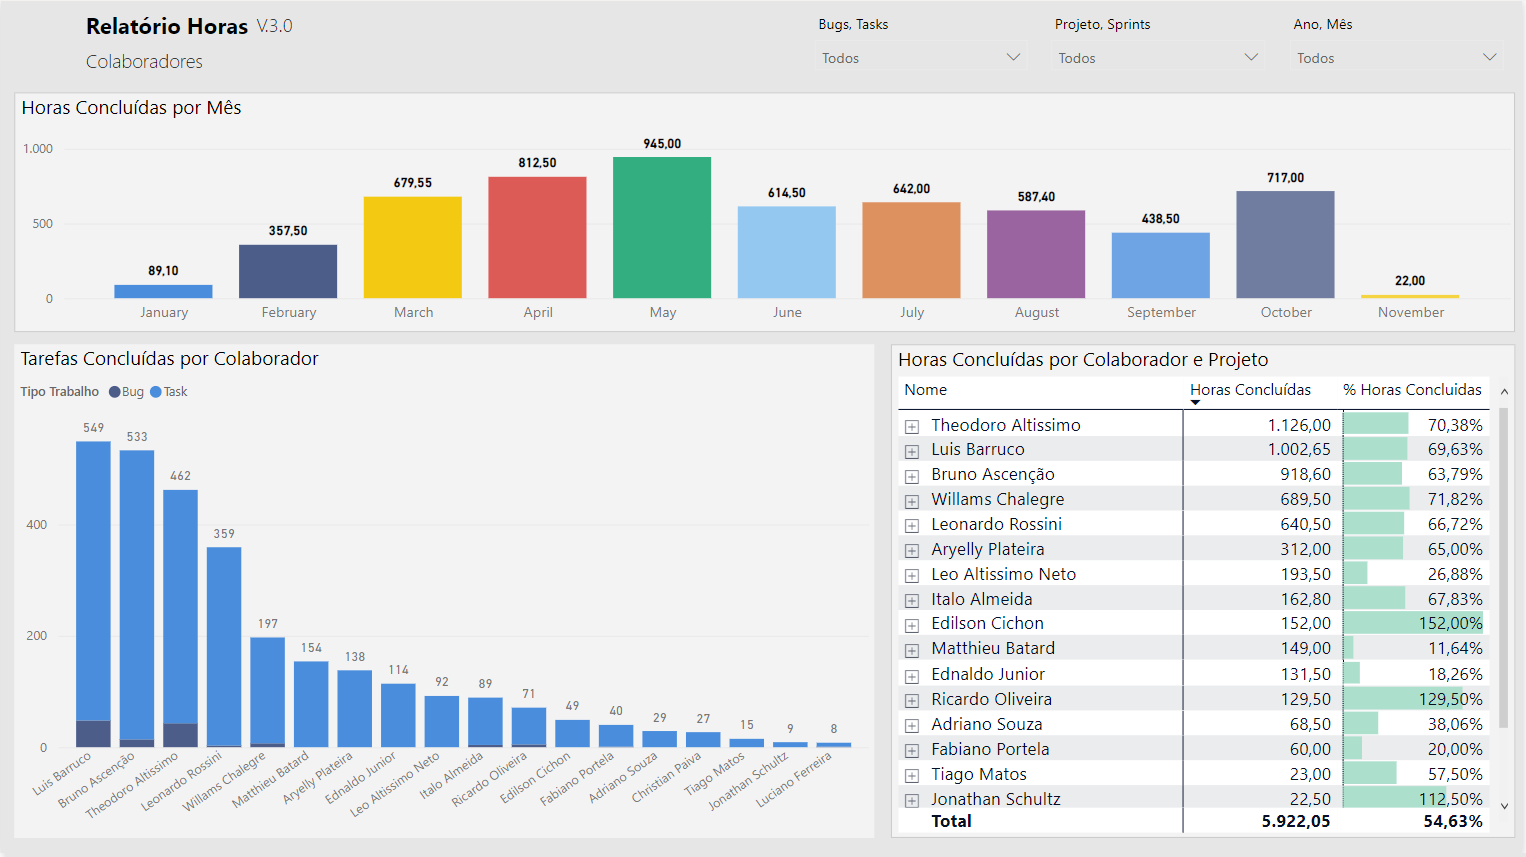 Relatório Horas V.3.0
Colaboradores
Bugs, Tasks
Todos
Projeto, Sprints
Todos
Ano, Mês
Todos
Horas Concluídas por Mês
1.000
500
0
89,10
357,50
679,55
812,50
945,00
614,50
642,00
587,40
438,50
717,00
22,00
January
February
March
April
May
June
July
August
September
October
November
Tarefas Concluídas por Colaborador
Tipo Trabalho Bug Task
400
200
0
549
533
462
359
197
154
138
114
92
89
71
49
40
29
27
15
9
8
Luis Barruco
Bruno Ascenção
Theodoro Altissimo
Leonardo Rossini
Willams Chalegre
Matthieu Batard
Aryelly Plateira
Ednaldo Junior
Leo Altissimo Neto
Italo Almeida
Ricardo Oliveira
Edilson Cichon
Fabiano Portela
Adriano Souza
Christian Paiva
Tiago Matos
Jonathan Schultz
Luciano Ferreira
Horas Concluídas por Colaborador e Projeto
Nome Horas Concluídas % Horas Concluidas
Theodoro Altissimo 1.126,00 70,38%
Luis Barruco 1.002,65 69,63%
Bruno Ascenção 918,60 63,79%
Willams Chalegre 689,50 71,82%
Leonardo Rossini 640,50 66,72%
Aryelly Plateira 312,00 65,00%
Leo Altissimo Neto 193,50 26,88%
Italo Almeida 162,80 67,83%
Edilson Cichon 152,00 152,00%
Matthieu Batard 149,00 11,64%
Ednaldo Junior 131,50 18,26%
Ricardo Oliveira 129,50 129,50%
Adriano Souza 68,50 38,06%
Fabiano Portela 60,00 20,00%
Tiago Matos 23,00 57,50%
Jonathan Schultz 22,50 112,50%
Total 5.922,05 54,63%